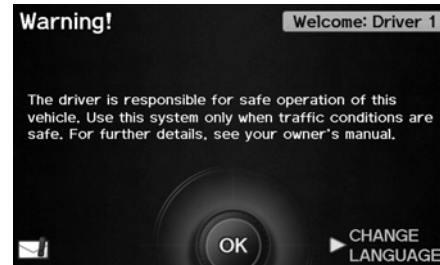 Warning!
Welcome: Driver 1
The driver is responsible for safe operation of this
vehicle. Use this system only when traffic conditions are
safe. For further details, see your owner's manual.
OK
CHANGE
LANGUAGE